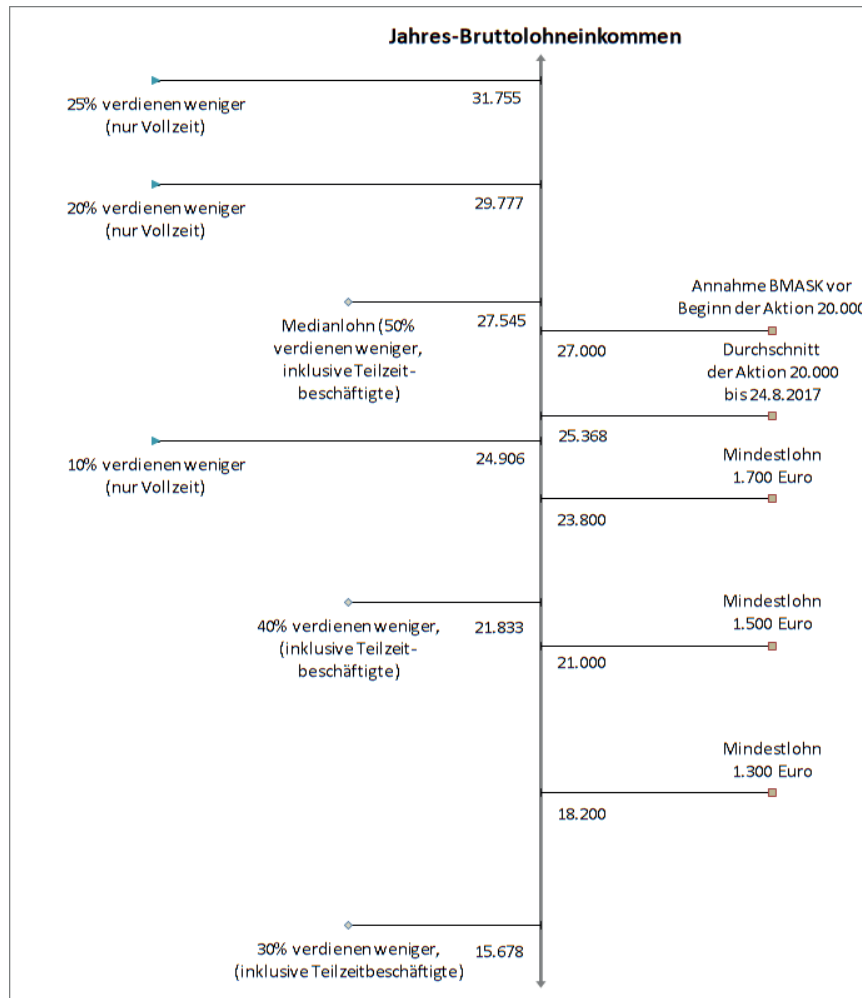 Jahres-Bruttolohneinkommen
31.755
25% verdienen weniger
(nur Vollzeit)
29.777
20% verdienen weniger
(nur Vollzeit)
Annahme BMASK vor
Beginn der Aktion 20.000
27.545
Medianlohn (50%
verdienen weniger,
inklusive Teilzeit-
beschäftigte)
27.000
Durchschnitt
der Aktion 20.000
bis 24.8.2017
25.368
24.906
10% verdienen weniger
(nur Vollzeit)
Mindestlohn
1.700 Euro
23.800
21.833
40% verdienen weniger,
(inklusive Teilzeit-
beschäftigte)
Mindestlohn
1.500 Euro
21.000
Mindestlohn
1.300 Euro
18.200
15.678
30% verdienen weniger,
(inklusive Teilzeitbeschäftigte)